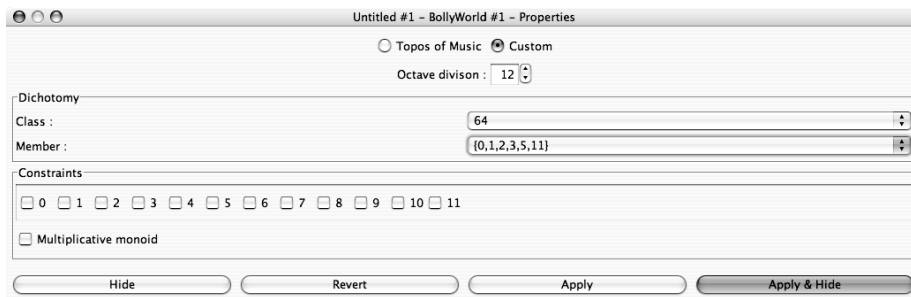 Untitled #1 – BollyWorld #1 – Properties
Topos of Music Custom
Octave divison : 12
Dichotomy
Class : 64
Member : {0,1,2,3,5,11}
Constraints
0 1 2 3 4 5 6 7 8 9 10 11
Multiplicative monoid
Hide Revert Apply Apply & Hide